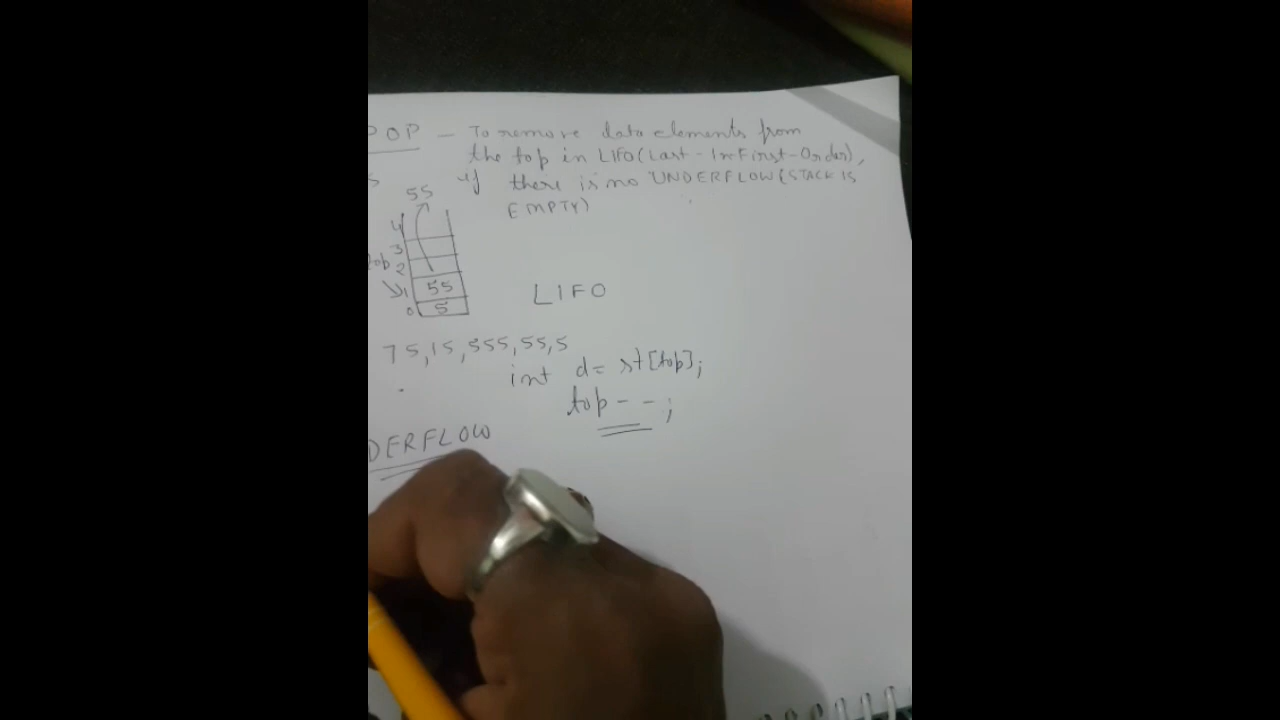 POP - To remove data elements from
the top in LIFO(Last-InFirst-Order),
if there is no UNDERFLOW(STACK IS
EMPTY)
5
55
4
3
top 2
1 55
0 5
LIFO
75,15,555,55,5
int d= st[top];
top--;
DERFLOW